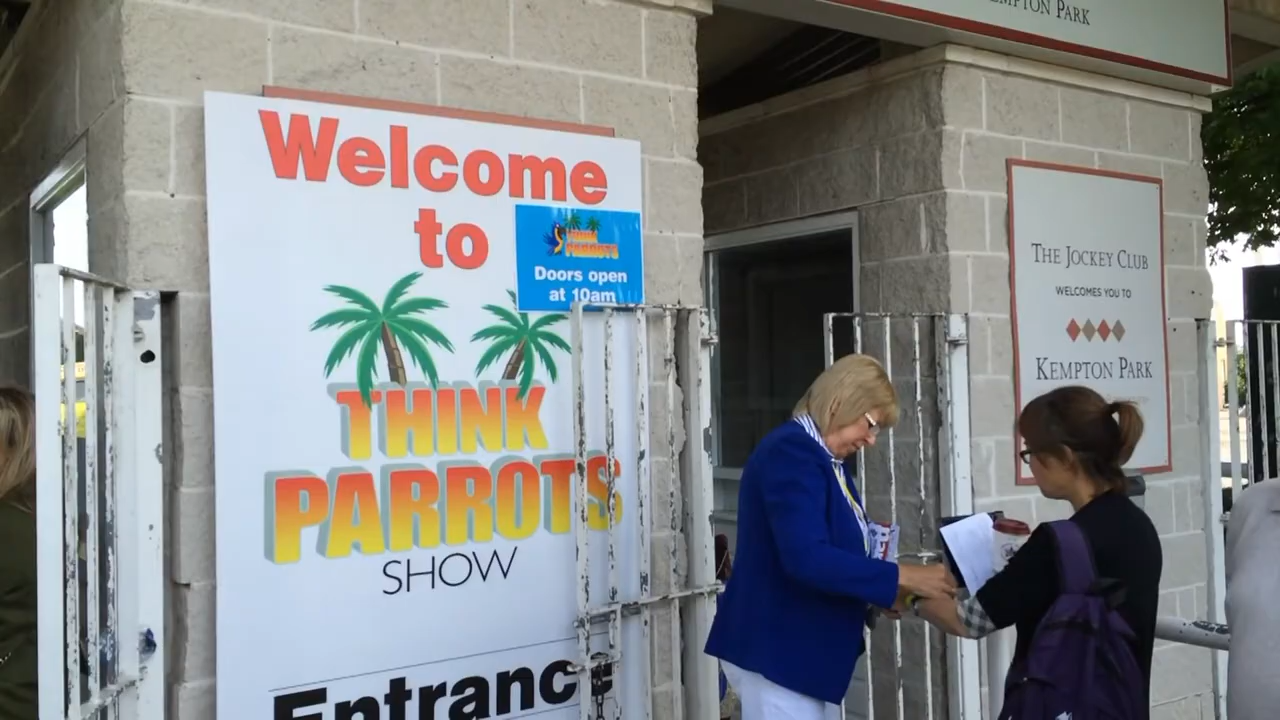 Welcome
to
THINK
PARROTS
Doors open
at 10am
THINK
PARROTS
SHOW
Entrance
KEMPTON PARK
THE JOCKEY CLUB
WELCOMES YOU TO
KEMPTON PARK